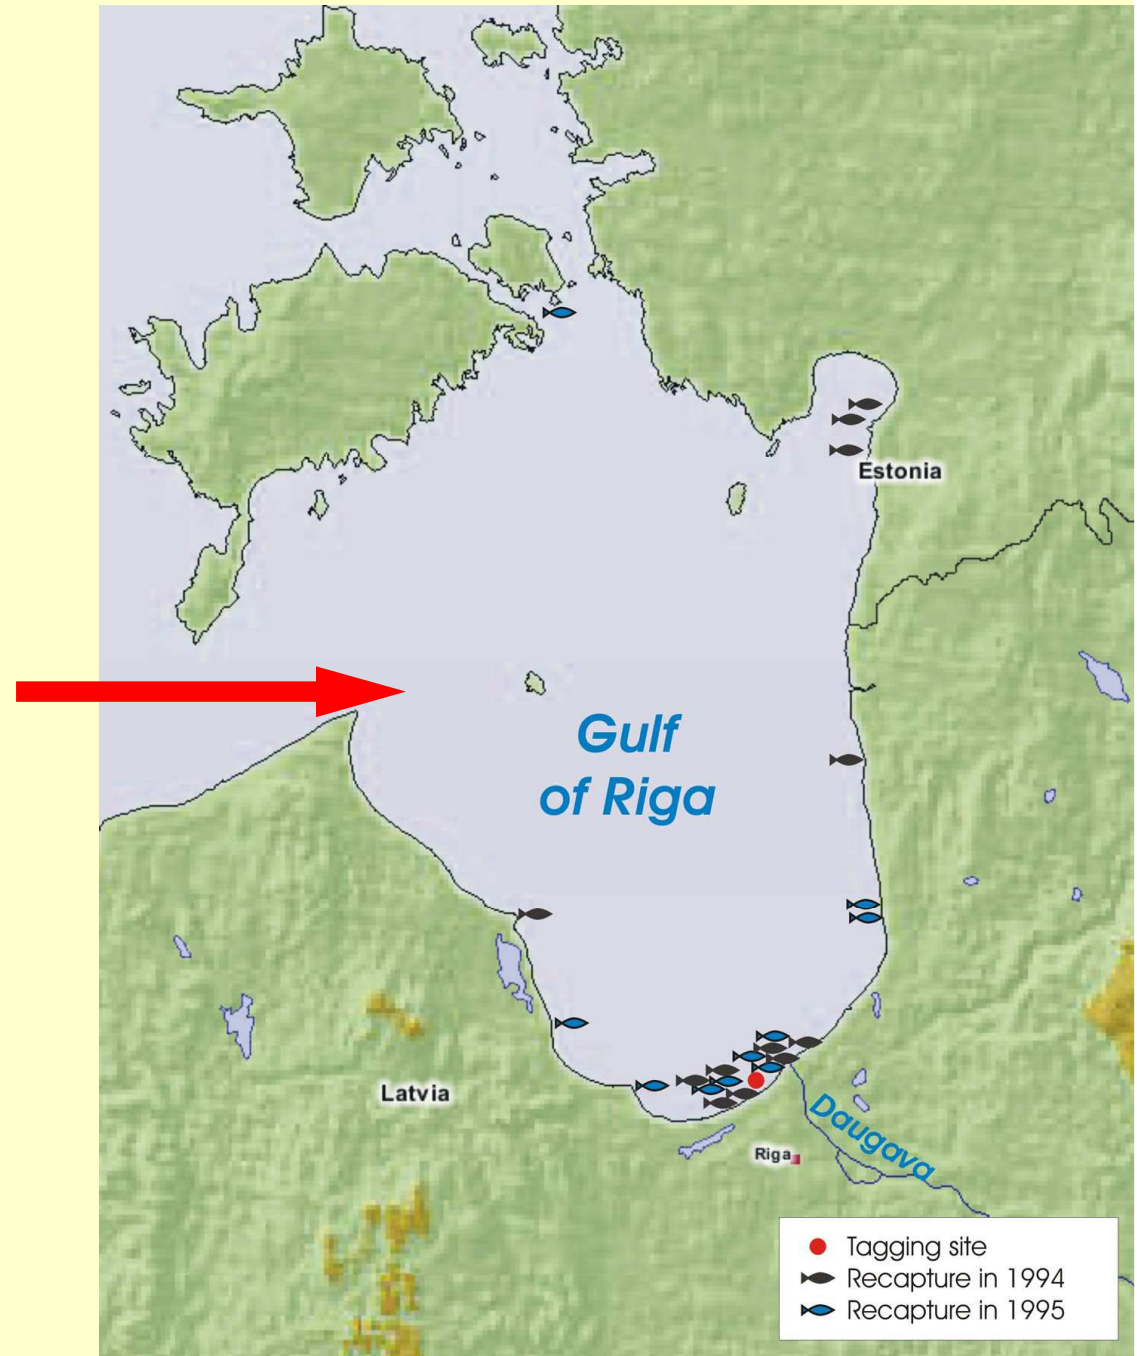 Estonia
Gulf
of Riga
Latvia
Daugava
Riga
Tagging site
Recapture in 1994
Recapture in 1995